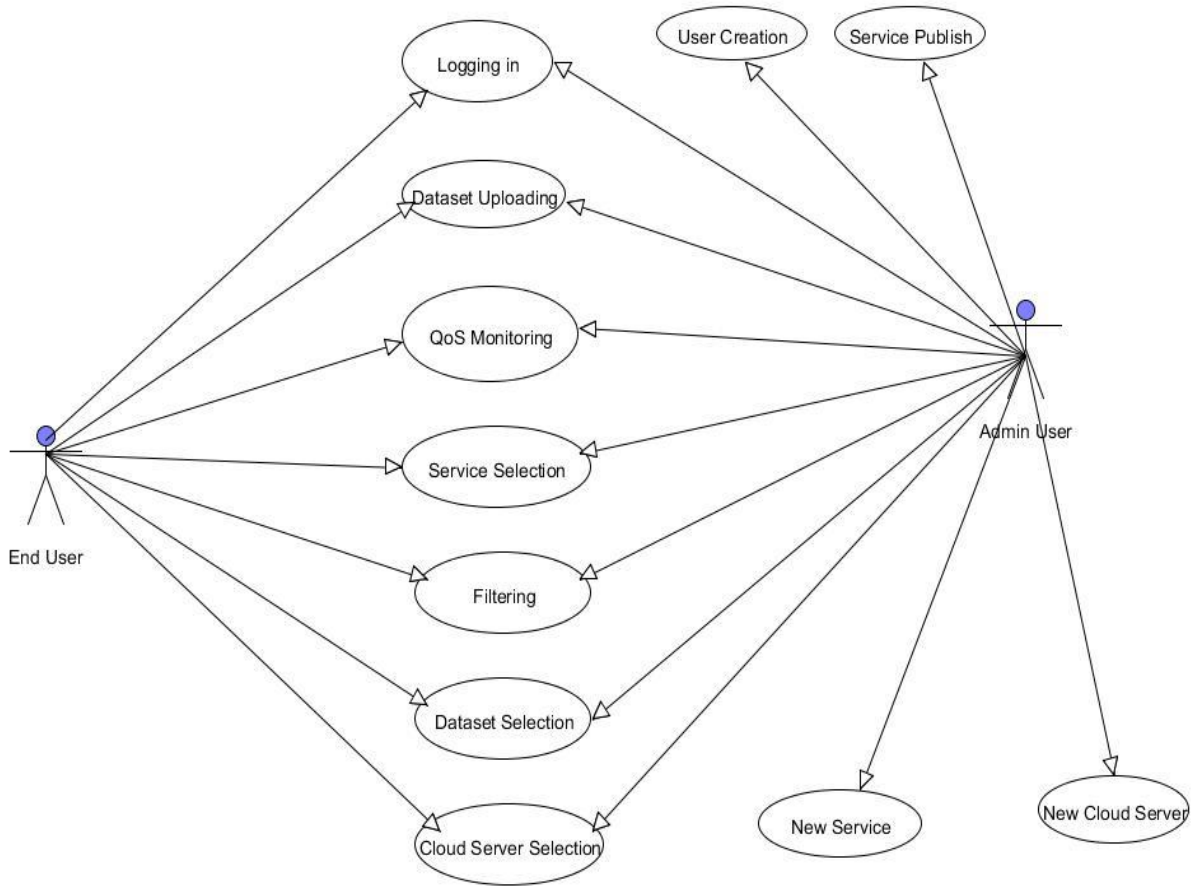 User Creation
Service Publish
Logging in
Dataset Uploading
QoS Monitoring
Admin User
Service Selection
End User
Filtering
Dataset Selection
New Cloud Server
New Service
Cloud Server Selection